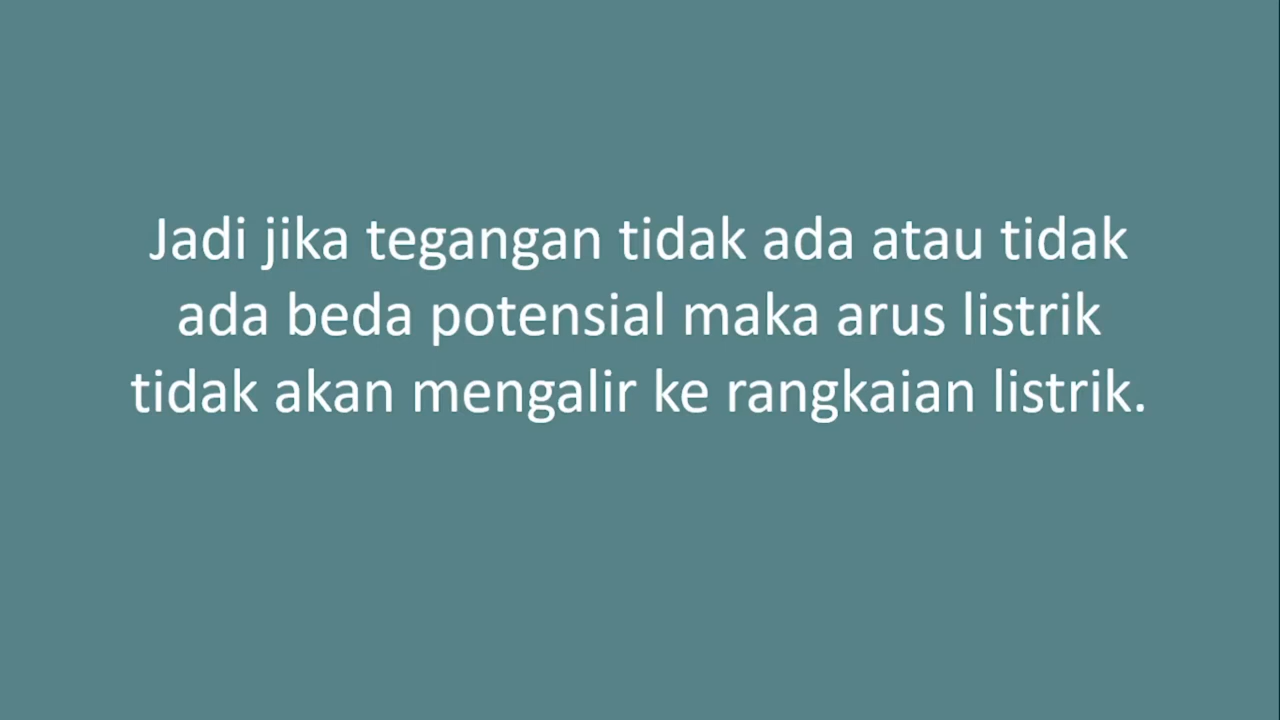 Jadi jika tegangan tidak ada atau tidak
ada beda potensial maka arus listrik
tidak akan mengalir ke rangkaian listrik.